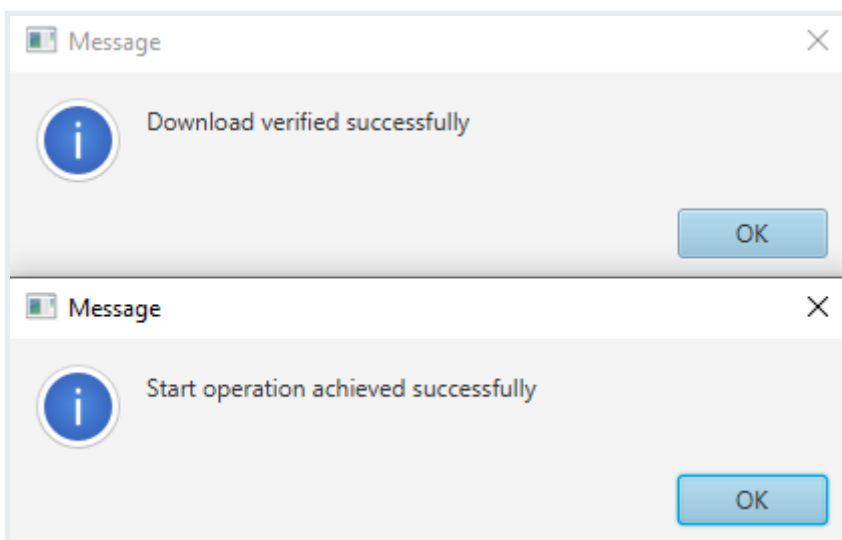 Message
Download verified successfully
OK
Message
Start operation achieved successfully
OK